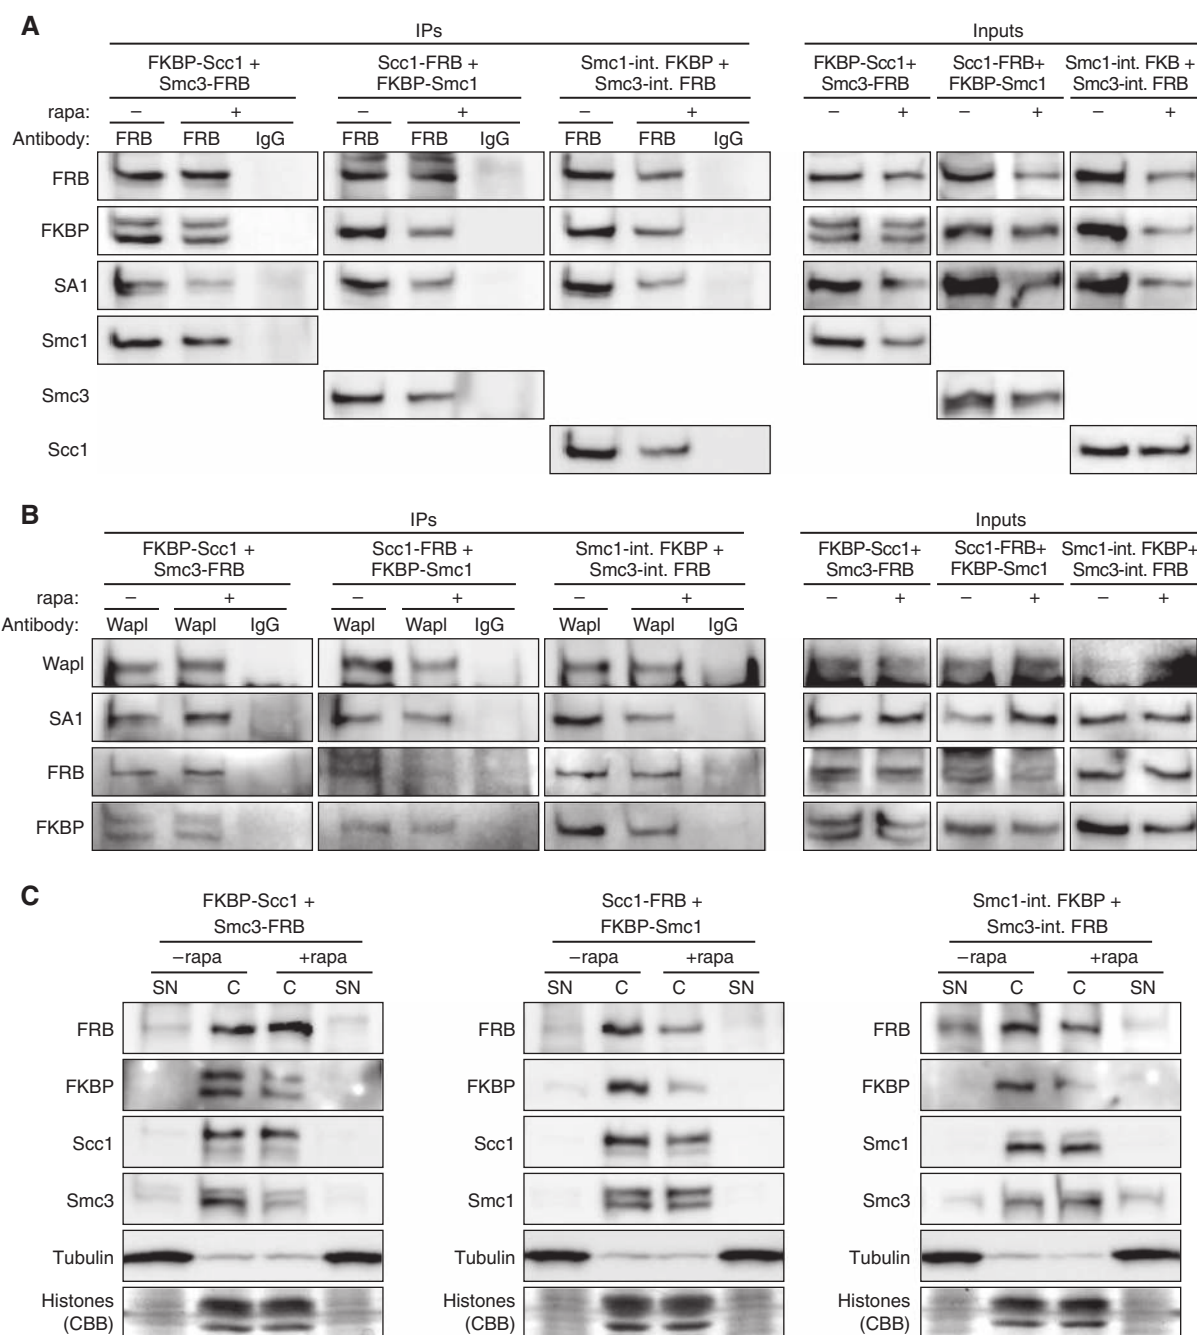 A
IPs
Inputs
FKBP-Scc1 +
Smc3-FRB
Scc1-FRB +
FKBP-Smc1
Smc1-int. FKBP +
Smc3-int. FRB
FKBP-Scc1+
Smc3-FRB
Scc1-FRB+
FKBP-Smc1
Smc1-int. FKB +
Smc3-int. FRB
rapa: – + – + – + – + – + – +
Antibody: FRB FRB IgG FRB FRB IgG FRB FRB IgG
FRB
FKBP
SA1
Smc1
Smc3
Scc1
B
IPs
Inputs
FKBP-Scc1 +
Smc3-FRB
Scc1-FRB +
FKBP-Smc1
Smc1-int. FKBP +
Smc3-int. FRB
FKBP-Scc1+
Smc3-FRB
Scc1-FRB+
FKBP-Smc1
Smc1-int. FKBP+
Smc3-int. FRB
rapa: – + – + – + – + – + – +
Antibody: Wapl Wapl IgG Wapl Wapl IgG Wapl Wapl IgG
Wapl
SA1
FRB
FKBP
C
FKBP-Scc1 +
Smc3-FRB
–rapa +rapa
SN C C SN
FRB
FKBP
Scc1
Smc3
Tubulin
Histones
(CBB)
Scc1-FRB +
FKBP-Smc1
–rapa +rapa
SN C C SN
FRB
FKBP
Scc1
Smc1
Tubulin
Histones
(CBB)
Smc1-int. FKBP +
Smc3-int. FRB
–rapa +rapa
SN C C SN
FRB
FKBP
Smc1
Smc3
Tubulin
Histones
(CBB)